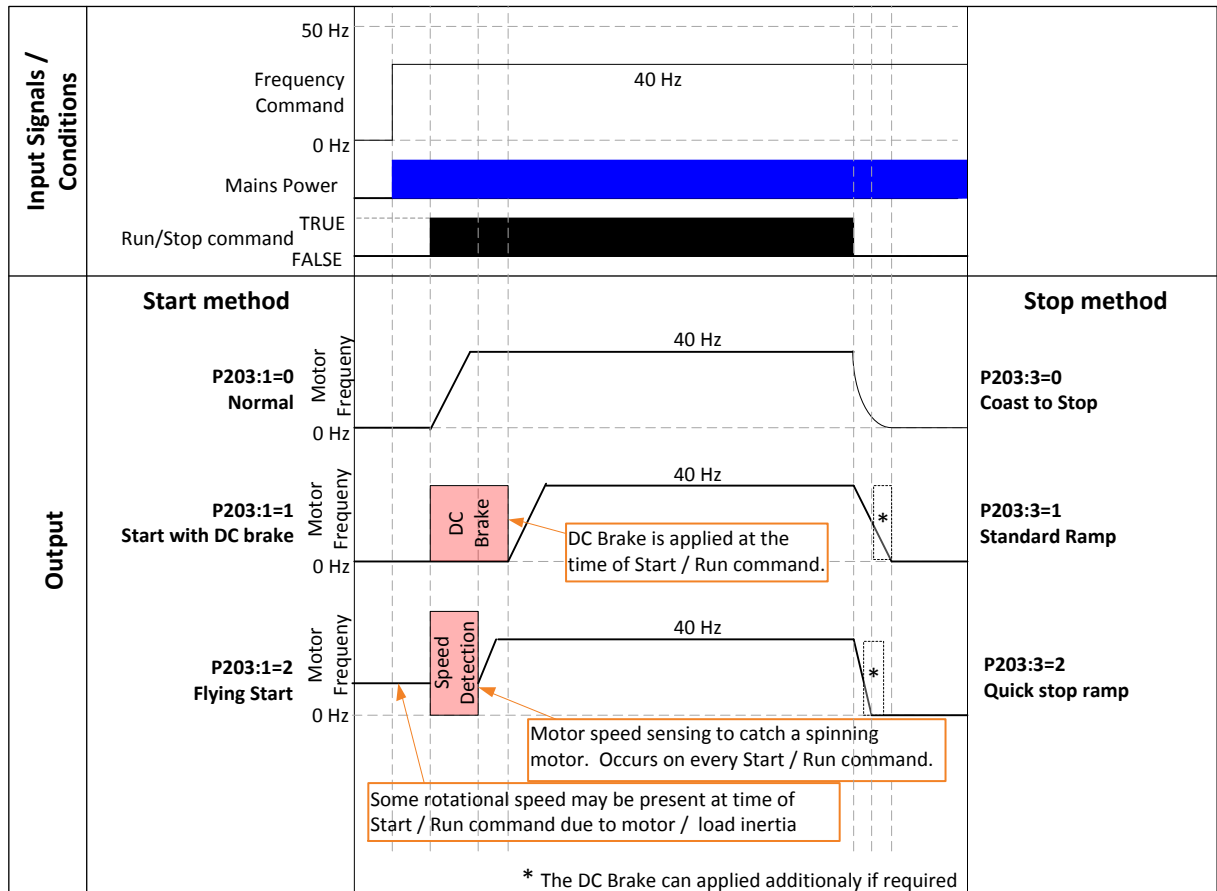 Input Signals /
Conditions
50 Hz
Frequency
Command
40 Hz
0 Hz
Mains Power
Run/Stop command
TRUE
FALSE
Output
Start method
Stop method
P203:1=0
Normal
Motor
Frequeny
0 Hz
40 Hz
P203:3=0
Coast to Stop
P203:1=1
Start with DC brake
Motor
Frequeny
0 Hz
DC
Brake
40 Hz
DC Brake is applied at the
time of Start / Run command.
*
P203:3=1
Standard Ramp
P203:1=2
Flying Start
Motor
Frequeny
0 Hz
Speed
Detection
40 Hz
*
P203:3=2
Quick stop ramp
Motor speed sensing to catch a spinning
motor. Occurs on every Start / Run command.
Some rotational speed may be present at time of
Start / Run command due to motor / load inertia
* The DC Brake can applied additionaly if required